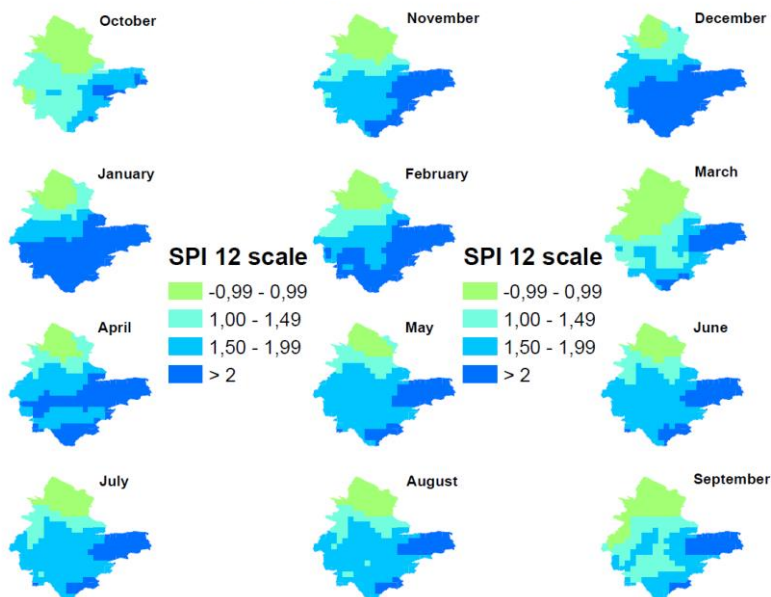 October
November
December
January
February
March
SPI 12 scale
-0,99 - 0,99
1,00 - 1,49
1,50 - 1,99
> 2
SPI 12 scale
-0,99 - 0,99
1,00 - 1,49
1,50 - 1,99
> 2
April
May
June
July
August
September